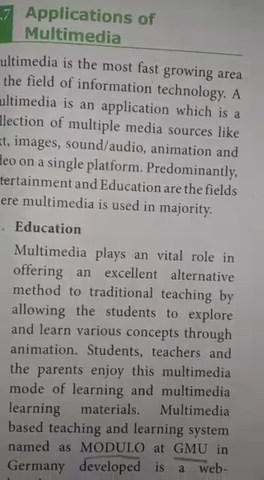 .7 Applications of
Multimedia
ultimedia is the most fast growing area
the field of information technology. A
ultimedia is an application which is a
llection of multiple media sources like
xt, images, sound/audio, animation and
deo on a single platform. Predominantly,
tertainment and Education are the fields
ere multimedia is used in majority.
. Education
Multimedia plays an vital role in
offering an excellent alternative
method to traditional teaching by
allowing the students to explore
and learn various concepts through
animation. Students, teachers and
the parents enjoy this multimedia
mode of learning and multimedia
learning materials. Multimedia
based teaching and learning system
named as MODULO at GMU in
Germany developed is a web-